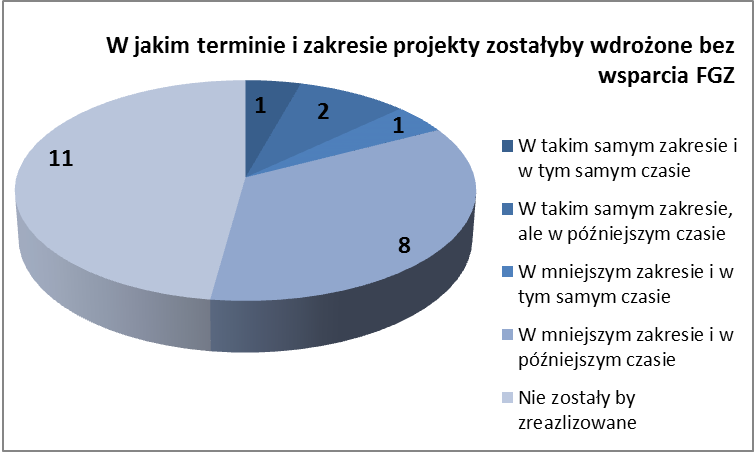 W jakim terminie i zakresie projekty zostałyby wdrożone bez
wsparcia FGZ
1
2
1
8
11
W takim samym zakresie i
w tym samym czasie
W takim samym zakresie,
ale w późniejszym czasie
W mniejszym zakresie i w
tym samym czasie
W mniejszym zakresie i w
późniejszym czasie
Nie zostały by
zreazlizowane